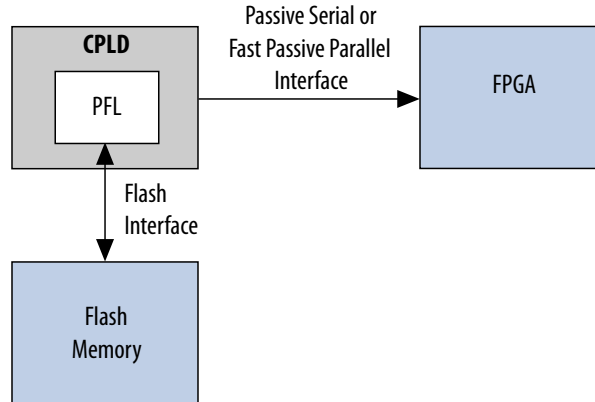 Passive Serial or
Fast Passive Parallel
Interface
CPLD
PFL
FPGA
Flash
Interface
Flash
Memory